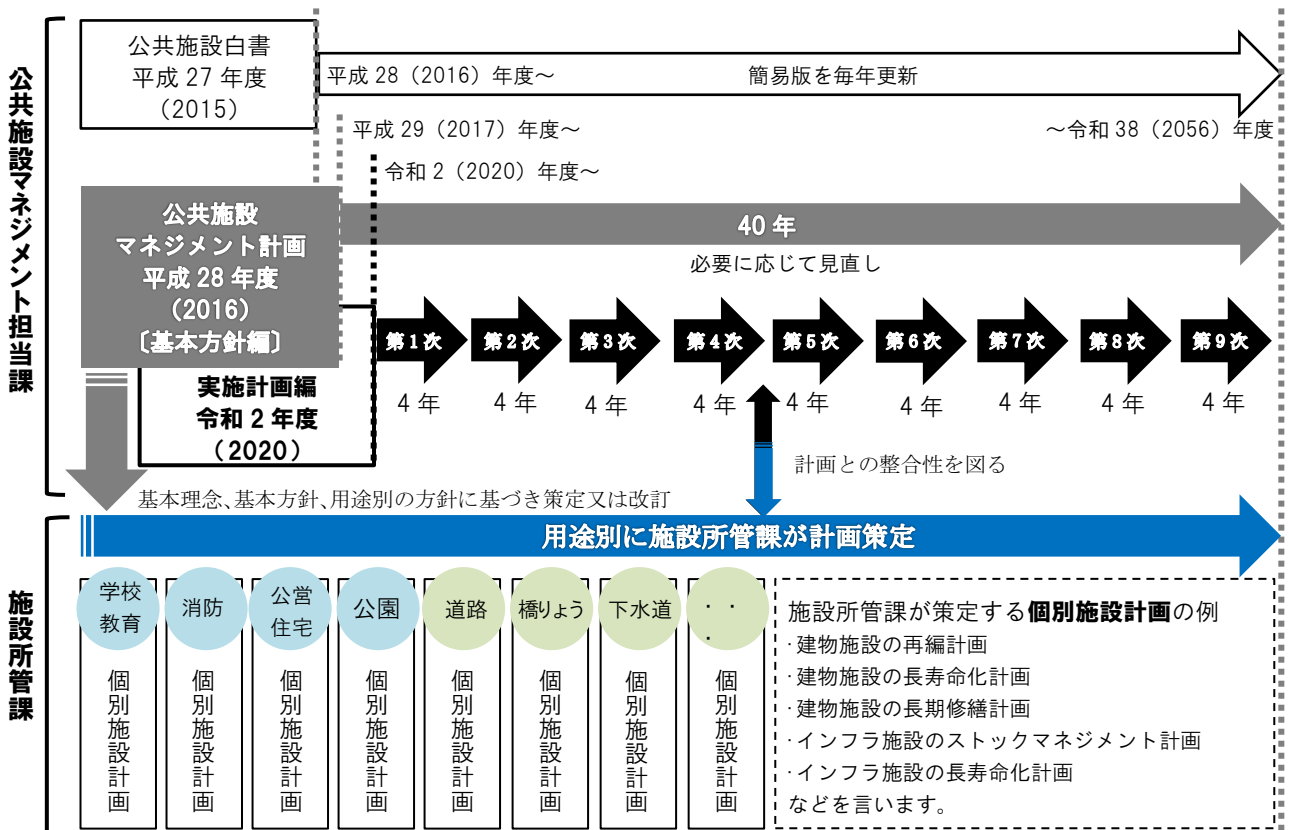 公共施設マネジメント担当課
公共施設白書
平成 27 年度
(2015)
平成 28（2016）年度～
簡易版を毎年更新
平成 29（2017）年度～
～令和 38（2056）年度
令和 2（2020）年度～
公共施設
マネジメント計画
平成 28 年度
（2016）
〔基本方針編〕
40 年
必要に応じて見直し
第1次
第2次
第3次
第4次
第5次
第6次
第7次
第8次
第9次
4 年
4 年
4 年
4 年
4 年
4 年
4 年
4 年
4 年
実施計画編
令和 2 年度
（2020）
計画との整合性を図る
基本理念、基本方針、用途別の方針に基づき策定又は改訂
施設所管課
用途別に施設所管課が計画策定
学校
教育
個別施設計画
消防
個別施設計画
公営
住宅
個別施設計画
公園
個別施設計画
道路
個別施設計画
橋りょう
個別施設計画
下水道
個別施設計画
・・
・
個別施設計画
施設所管課が策定する個別施設計画の例
・建物施設の再編計画
・建物施設の長寿命化計画
・建物施設の長期修繕計画
・インフラ施設のストックマネジメント計画
・インフラ施設の長寿命化計画
などを言います。